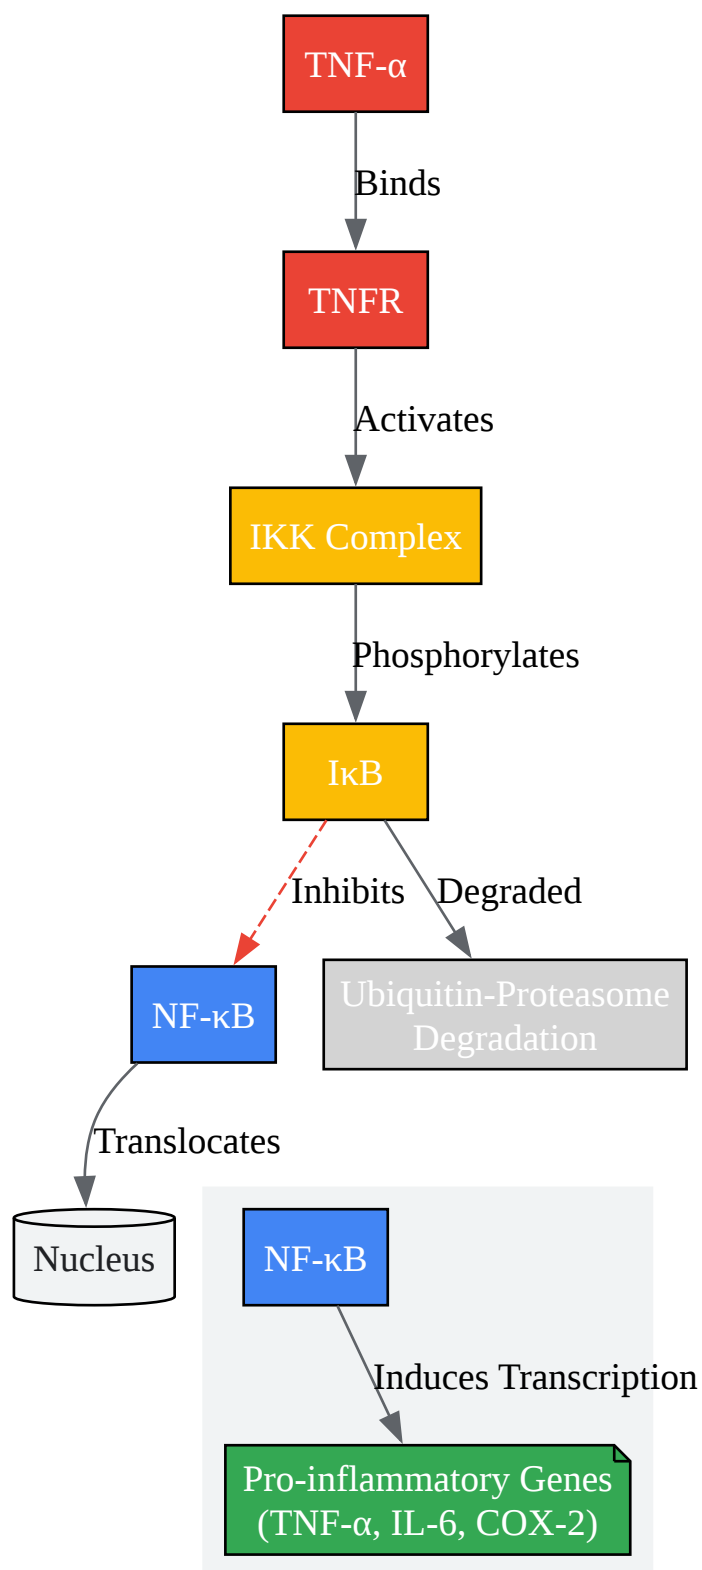 TNF-α
Binds
TNFR
Activates
IKK Complex
Phosphorylates
IκB
Inhibits
Degraded
NF-κB
Ubiquitin-Proteasome
Degradation
Translocates
Nucleus
NF-κB
Induces Transcription
Pro-inflammatory Genes
(TNF-α, IL-6, COX-2)